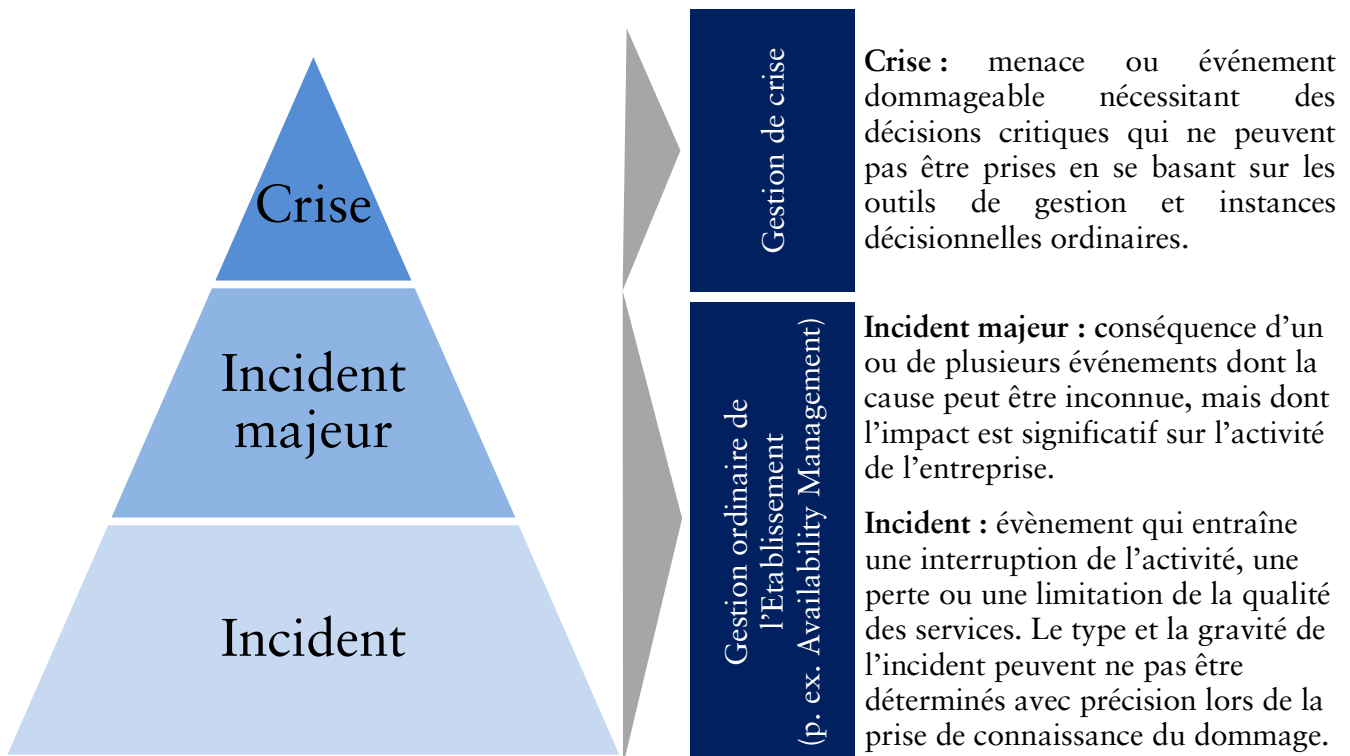 Crise
Incident
majeur
Incident
Gestion de crise
Gestion ordinaire de
l’Etablissement
(p. ex. Availability Management)
Crise : menace ou événement
dommageable nécessitant des
décisions critiques qui ne peuvent
pas être prises en se basant sur les
outils de gestion et instances
décisionnelles ordinaires.
Incident majeur : conséquence d’un
ou de plusieurs événements dont la
cause peut être inconnue, mais dont
l’impact est significatif sur l’activité
de l’entreprise.
Incident : évènement qui entraîne
une interruption de l’activité, une
perte ou une limitation de la qualité
des services. Le type et la gravité de
l’incident peuvent ne pas être
déterminés avec précision lors de la
prise de connaissance du dommage.